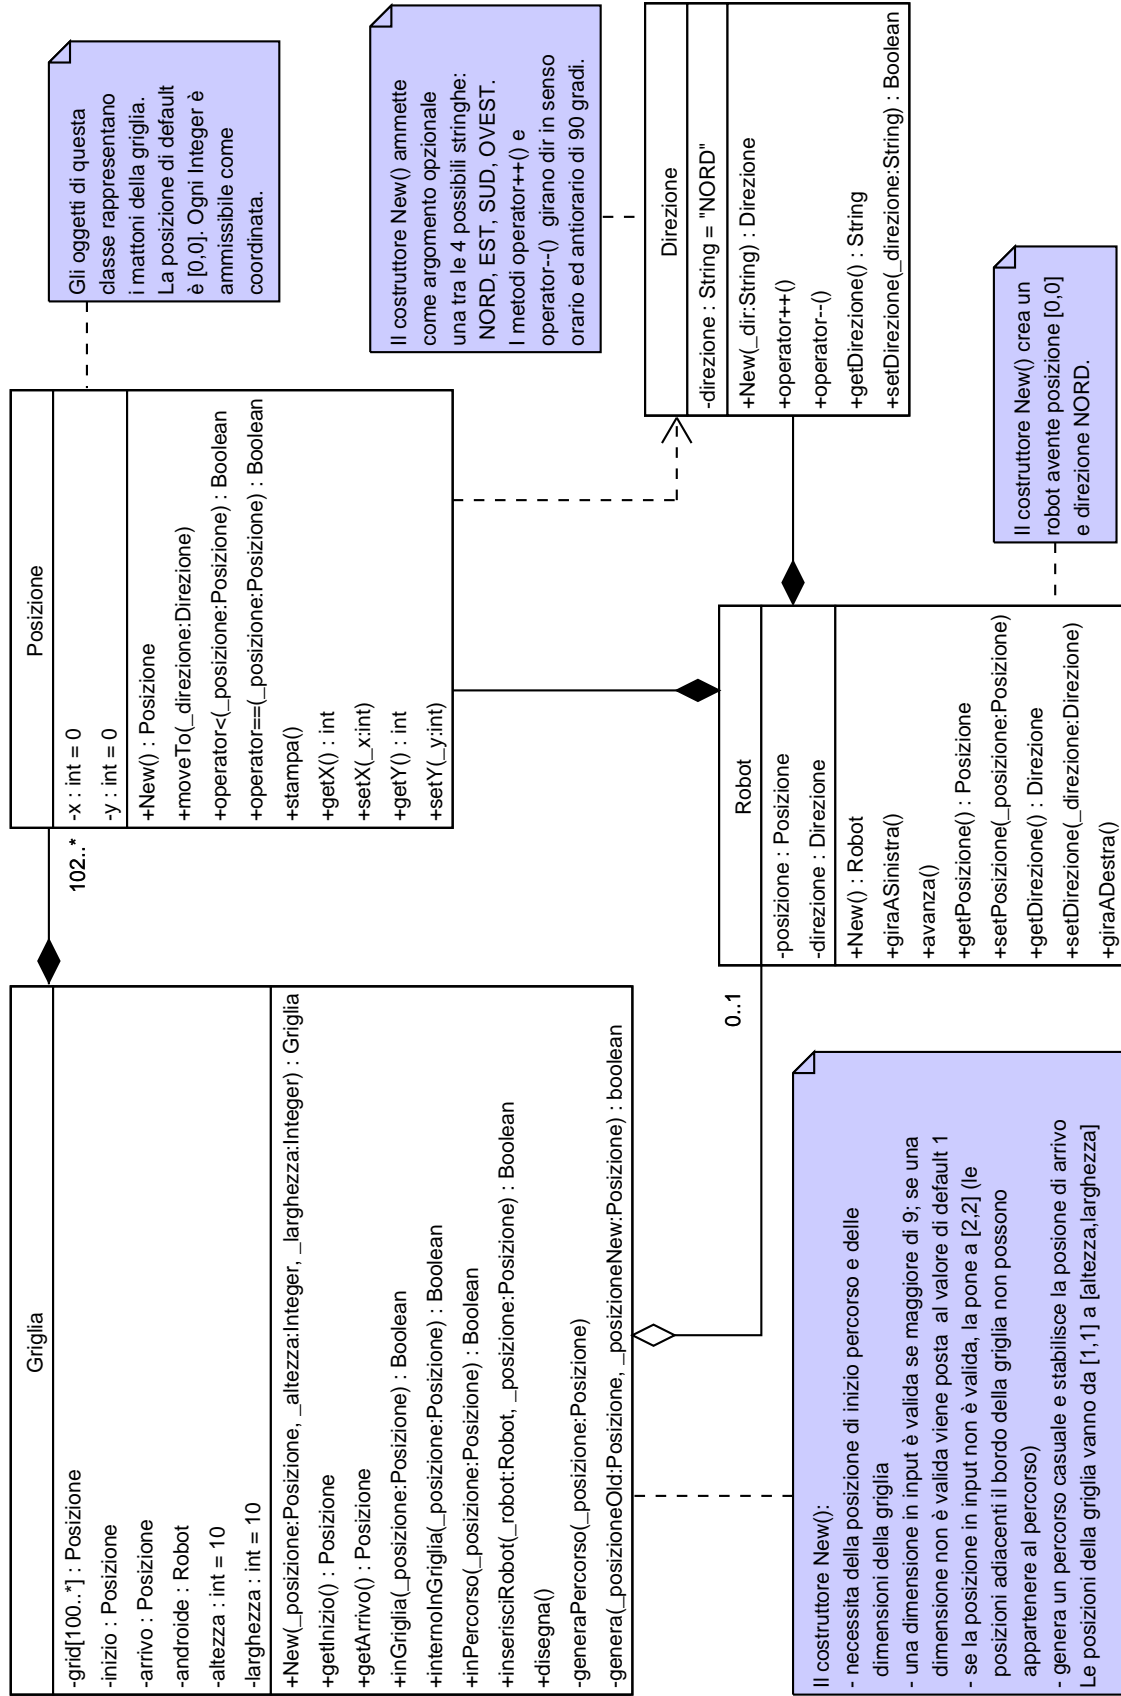 Griglia
-grid[100..*] : Posizione
-inizio : Posizione
-arrivo : Posizione
-androide : Robot
-altezza : int = 10
-larghezza : int = 10
+New(_posizione:Posizione, _altezza:Integer, _larghezza:Integer) : Griglia
+getInizio() : Posizione
+getArrivo() : Posizione
+inGriglia(_posizione:Posizione) : Boolean
+internoInGriglia(_posizione:Posizione) : Boolean
+inPercorso(_posizione:Posizione) : Boolean
+inserisciRobot(_robot:Robot, _posizione:Posizione) : Boolean
+disegna()
-generaPercorso(_posizione:Posizione)
-genera(_posizioneOld:Posizione, _posizioneNew:Posizione) : boolean
102..*
Posizione
-x : int = 0
-y : int = 0
+New() : Posizione
+moveTo(_direzione:Direzione)
+operator<(_posizione:Posizione) : Boolean
+operator==(_posizione:Posizione) : Boolean
+stampa()
+getX() : int
+setX(_x:int)
+getY() : int
+setY(_y:int)
Gli oggetti di questa
classe rappresentano
i mattoni della griglia.
La posizione di default
è [0,0]. Ogni Integer è
ammissibile come
coordinata.
Il costruttore New() ammette
come argomento opzionale
una tra le 4 possibili stringhe:
NORD, EST, SUD, OVEST.
I metodi operator++() e
operator--() girano dir in senso
orario ed antiorario di 90 gradi.
Direzione
-direzione : String = "NORD"
+New(_dir:String) : Direzione
+operator++()
+operator--()
+getDirezione() : String
+setDirezione(_direzione:String) : Boolean
0..1
Robot
-posizione : Posizione
-direzione : Direzione
+New() : Robot
+giraASinistra()
+avanza()
+getPosizione() : Posizione
+setPosizione(_posizione:Posizione)
+getDirezione() : Direzione
+setDirezione(_direzione:Direzione)
+giraADestra()
Il costruttore New() crea un
robot avente posizione [0,0]
e direzione NORD.
Il costruttore New():
- necessita della posizione di inizio percorso e delle
dimensioni della griglia
- una dimensione in input è valida se maggiore di 9; se una
dimensione non è valida viene posta al valore di default 1
- se la posizione in input non è valida, la pone a [2,2] (le
posizioni adiacenti il bordo della griglia non possono
appartenere al percorso)
- genera un percorso casuale e stabilisce la posione di arrivo
Le posizioni della griglia vanno da [1,1] a [altezza,larghezza]